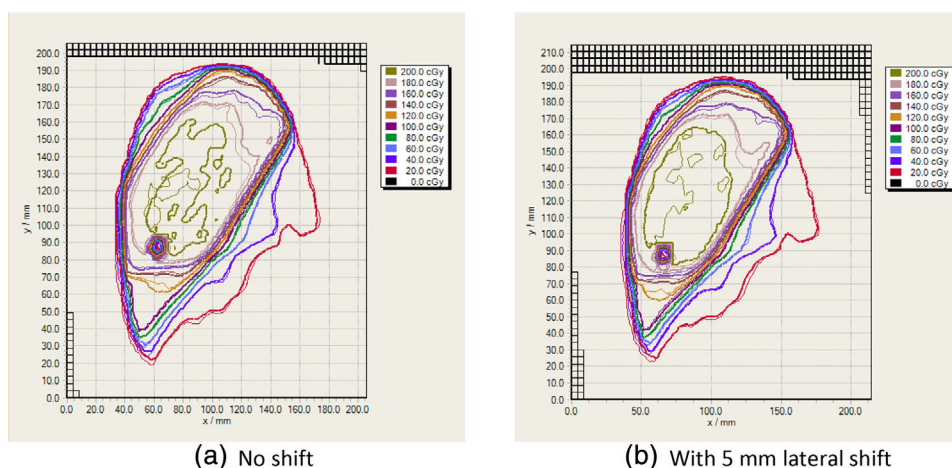 200.0
190.0
180.0
170.0
160.0
150.0
140.0
130.0
120.0
110.0
100.0
90.0
80.0
70.0
60.0
50.0
40.0
30.0
20.0
10.0
0.0
y / mm
0.0 20.0 40.0 60.0 80.0 100.0 120.0 140.0 160.0 180.0 200.0
x / mm
200.0 cGy
180.0 cGy
160.0 cGy
140.0 cGy
120.0 cGy
100.0 cGy
80.0 cGy
60.0 cGy
40.0 cGy
20.0 cGy
0.0 cGy
(a) No shift
210.0
200.0
190.0
180.0
170.0
160.0
150.0
140.0
130.0
120.0
110.0
100.0
90.0
80.0
70.0
60.0
50.0
40.0
30.0
20.0
10.0
0.0
y / mm
0.0 50.0 100.0 150.0 200.0
x / mm
200.0 cGy
180.0 cGy
160.0 cGy
140.0 cGy
120.0 cGy
100.0 cGy
80.0 cGy
60.0 cGy
40.0 cGy
20.0 cGy
0.0 cGy
(b) With 5 mm lateral shift